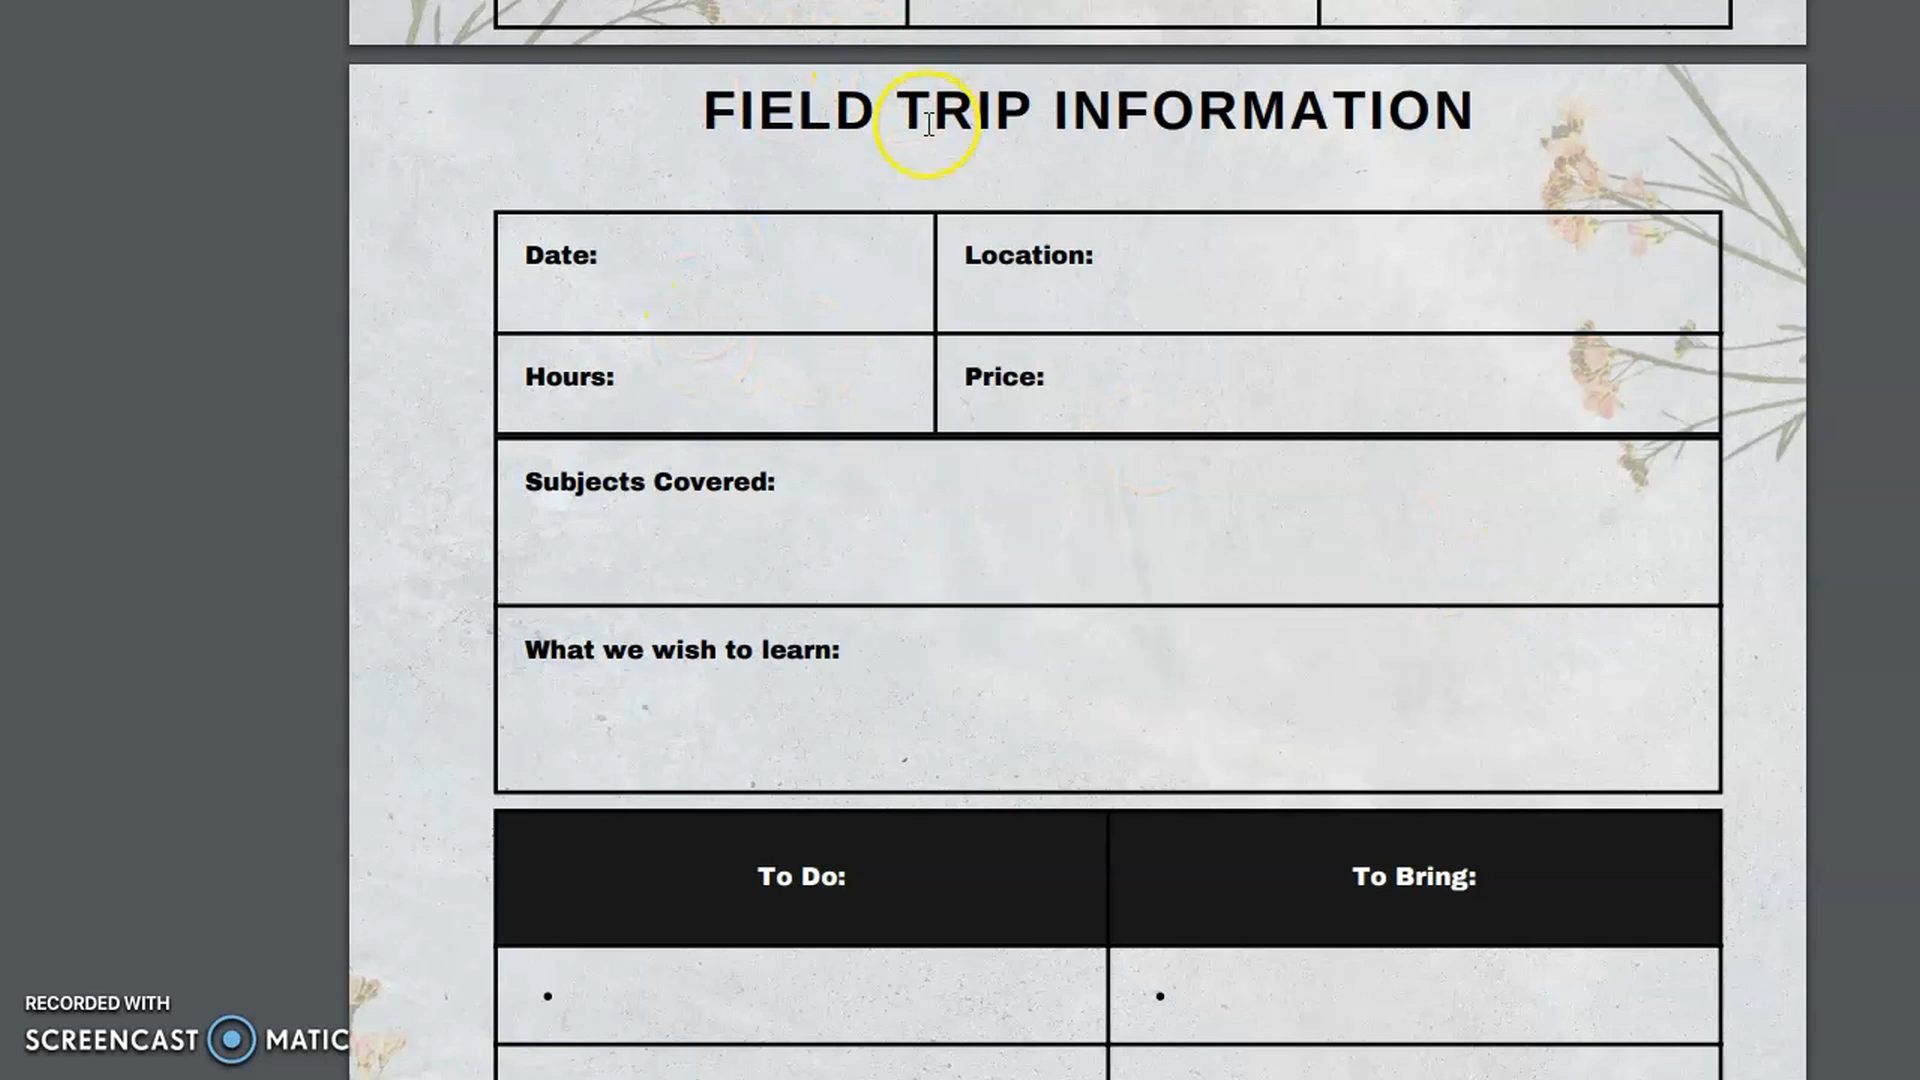 FIELD TRIP INFORMATION
Date:
Location:
Hours:
Price:
Subjects Covered:
What we wish to learn:
To Do:
To Bring:
•
•
RECORDED WITH
SCREENCAST MATIC